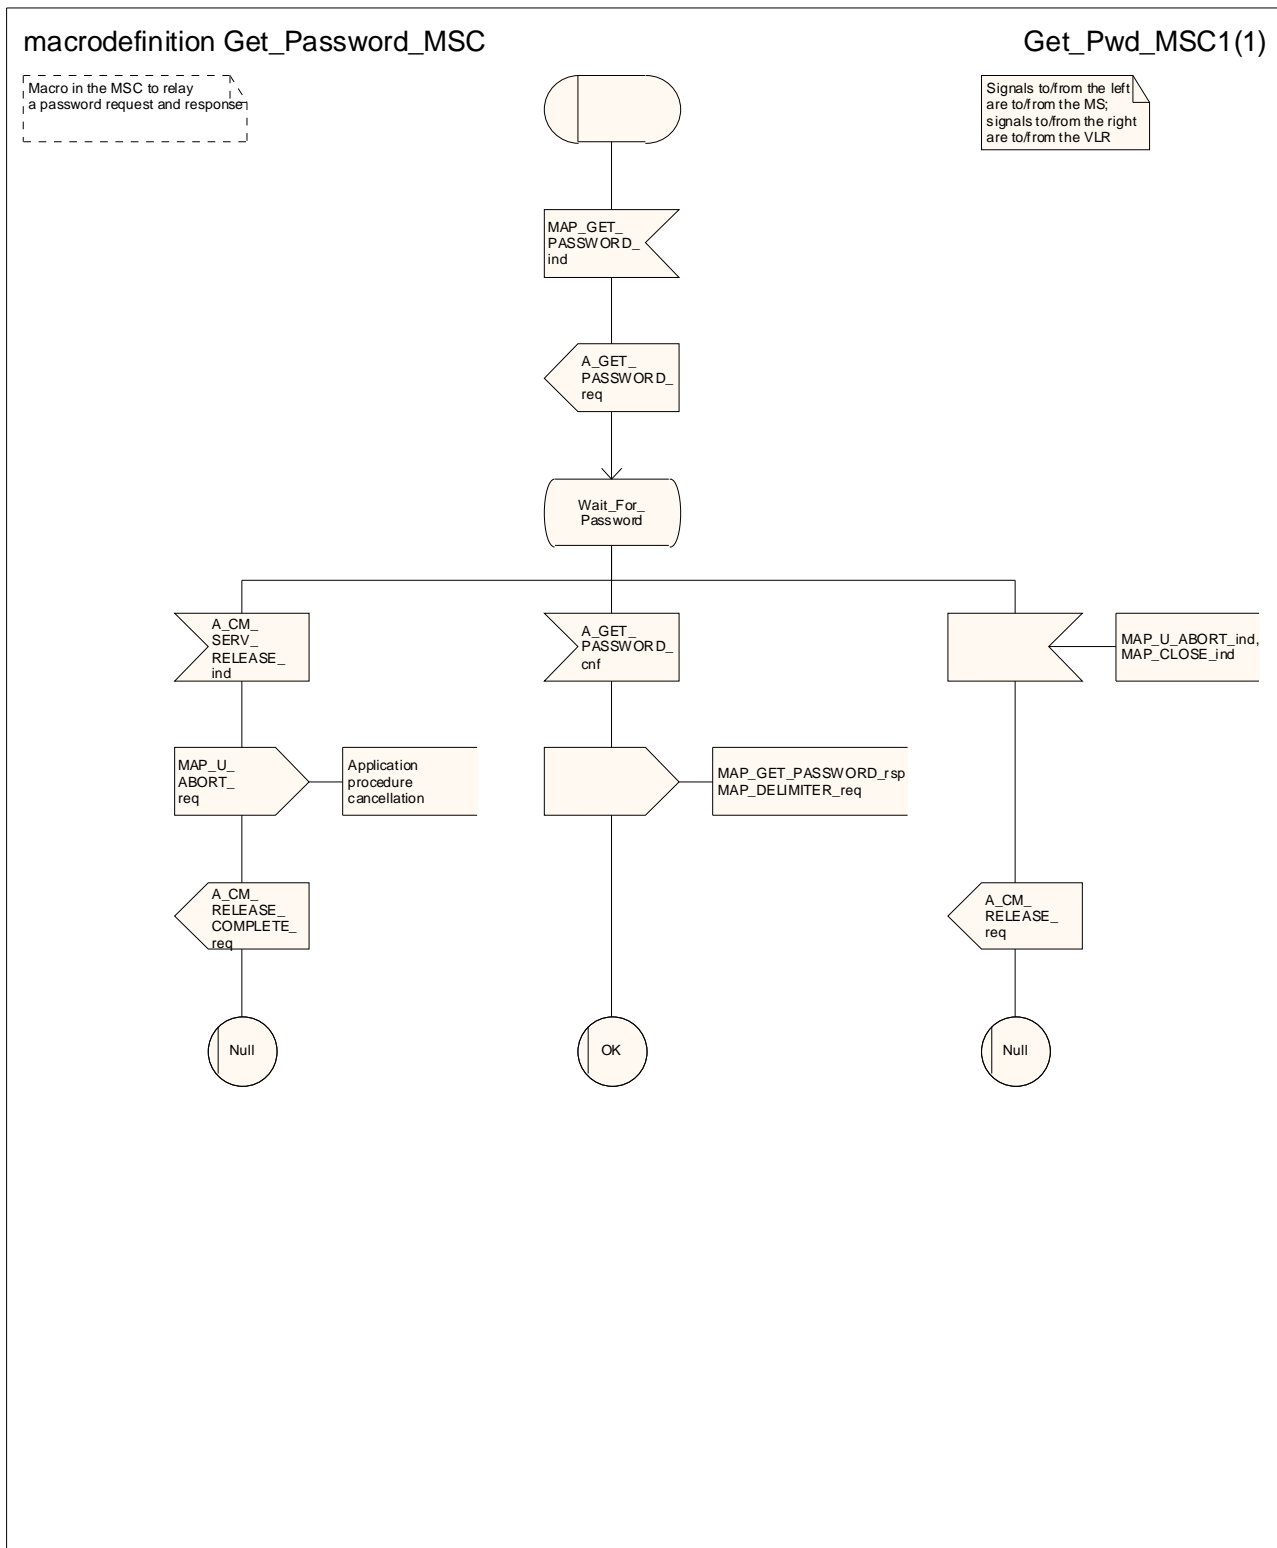 macrodefinition Get_Password_MSC
Get_Pwd_MSC1(1)
Macro in the MSC to relay
a password request and response
Signals to/from the left
are to/from the MS;
signals to/from the right
are to/from the VLR
MAP_GET_
PASSWORD_
ind
A_GET_
PASSWORD_
req
Wait_For_
Password
A_CM_
SERV_
RELEASE_
ind
A_GET_
PASSWORD_
cnf
MAP_U_ABORT_ind,
MAP_CLOSE_ind
MAP_U_
ABORT_
req
Application
procedure
cancellation
MAP_GET_PASSWORD_rsp
MAP_DELIMITER_req
A_CM_
RELEASE_
COMPLETE_
req
A_CM_
RELEASE_
req
Null
OK
Null